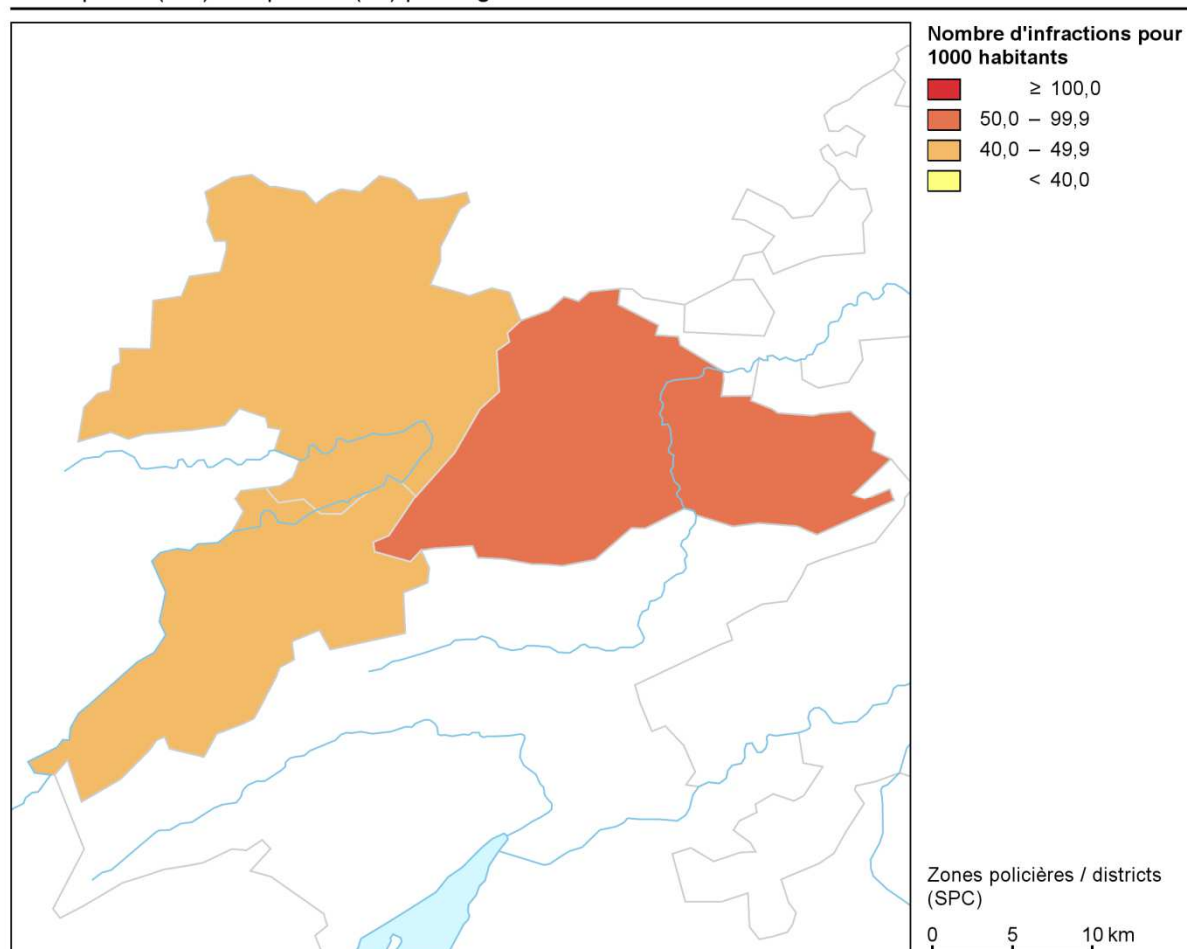 Nombre d'infractions pour
1000 habitants
≥ 100,0
50,0 – 99,9
40,0 – 49,9
< 40,0
Zones policières / districts
(SPC)
0 5 10 km